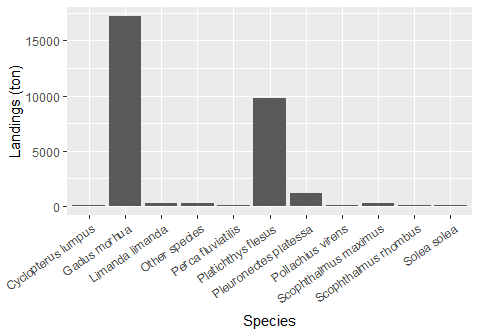 Landings (ton)
15000
10000
5000
0
Cyclopterus lumpus
Gadus morhua
Limanda limanda
Other species
Perca fluviatilis
Platichthys flesus
Pleuronectes platessa
Pollachius virens
Scophthalmus maximus
Scophthalmus rhombus
Solea solea
Species